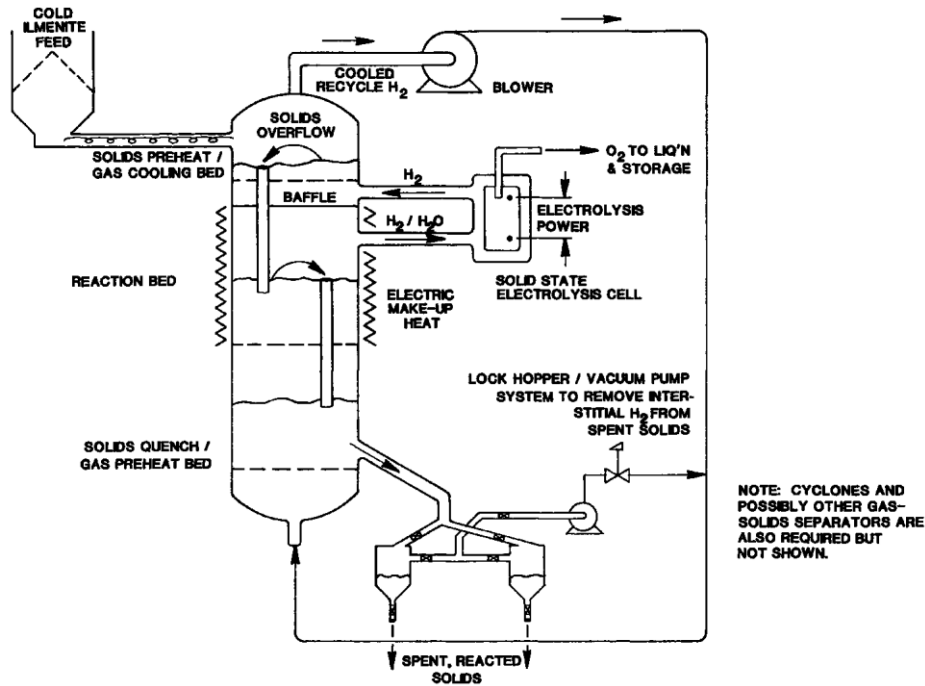 COLD
ILMENITE
FEED
COOLED
RECYCLE H2
BLOWER
SOLIDS
OVERFLOW
SOLIDS PREHEAT /
GAS COOLING BED
O2 TO LIQ'N
& STORAGE
H2
BAFFLE
ELECTROLYSIS
POWER
H2 / H2O
REACTION BED
SOLID STATE
ELECTROLYSIS CELL
ELECTRIC
MAKE-UP
HEAT
LOCK HOPPER / VACUUM PUMP
SYSTEM TO REMOVE INTER-
STITIAL H2 FROM
SPENT SOLIDS
SOLIDS QUENCH /
GAS PREHEAT BED
NOTE: CYCLONES AND
POSSIBLY OTHER GAS-
SOLIDS SEPARATORS ARE
ALSO REQUIRED BUT
NOT SHOWN.
SPENT, REACTED
SOLIDS